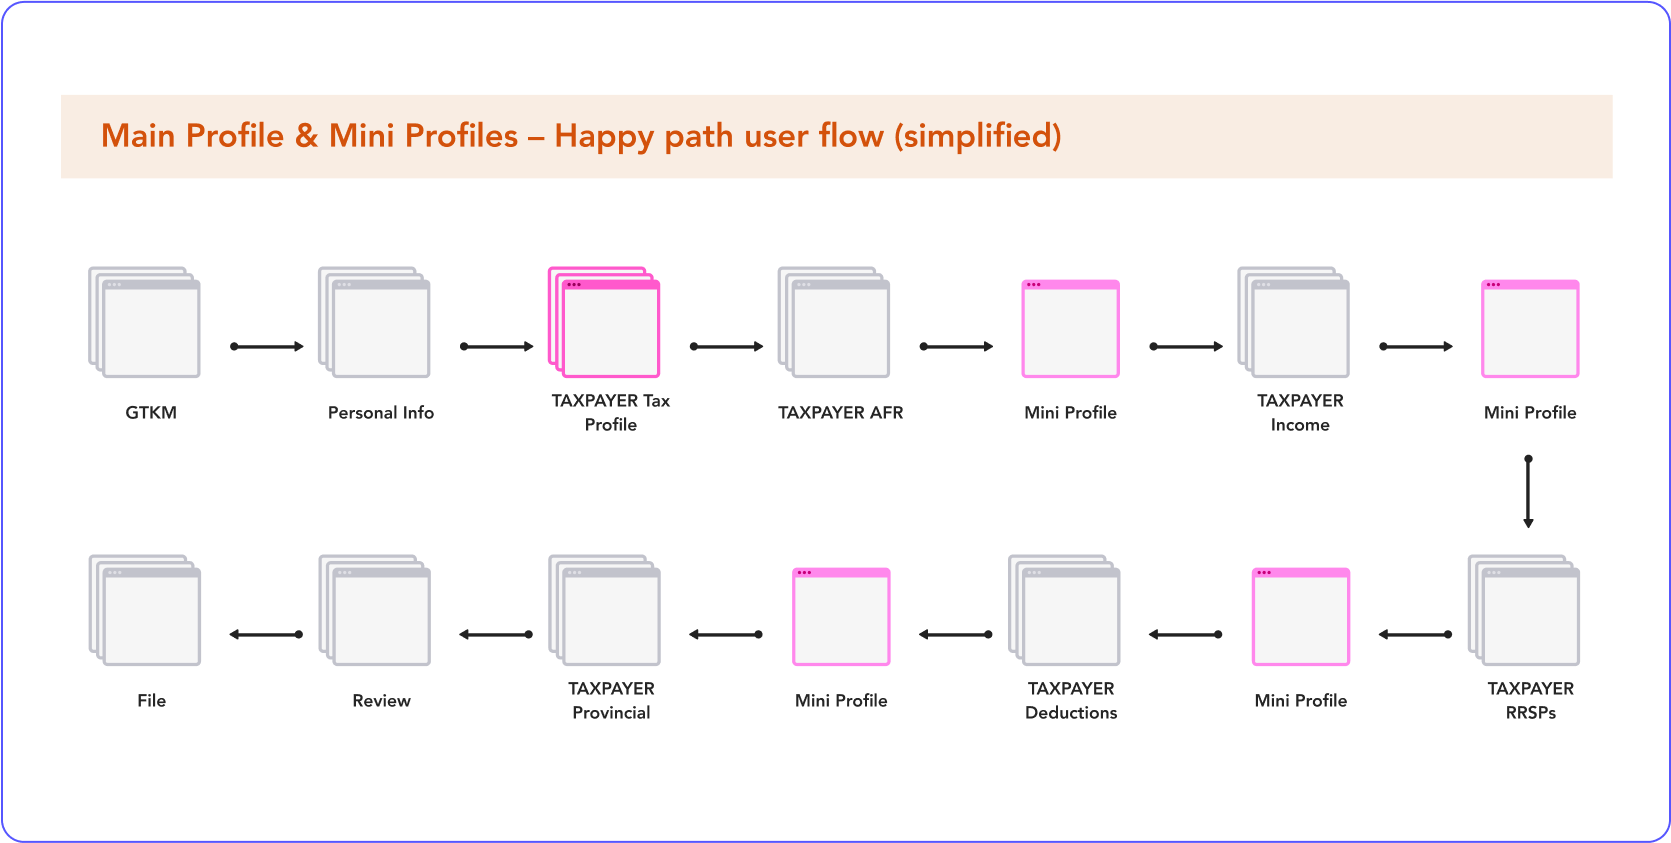 Main Profile & Mini Profiles – Happy path user flow (simplified)
GTKM
Personal Info
TAXPAYER Tax
Profile
TAXPAYER AFR
Mini Profile
TAXPAYER
Income
Mini Profile
File
Review
TAXPAYER
Provincial
Mini Profile
TAXPAYER
Deductions
Mini Profile
TAXPAYER
RRSPs